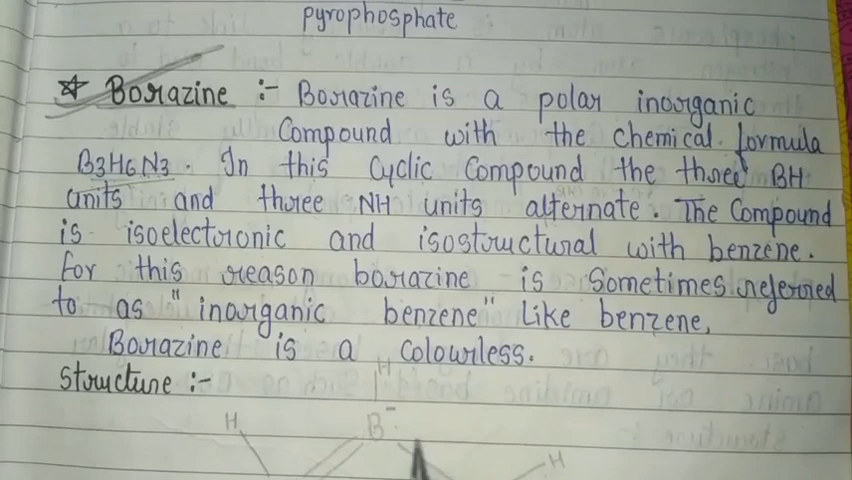 pyrophosphate
☆ Borazine :- Borazine is a polar inorganic
Compound with the chemical formula
B3H6N3. In this Cyclic Compound the three BH
units and three NH units alternate. The Compound
is isoelectronic and isostructural with benzene.
for this reason borazine is Sometimes referred
to as "inorganic benzene" Like benzene,
Borazine is a colourless.
Structure :-
H
H B-
H